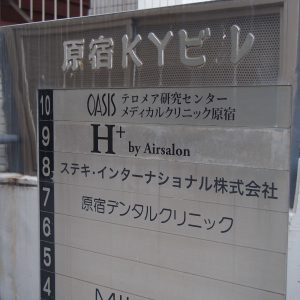 原宿KYビル
10 OASIS テロメア研究センター
メディカルクリニック原宿
9 H+ by Airsalon
8 ステキ・インターナショナル株式会社
7 原宿デンタルクリニック
6
5
4